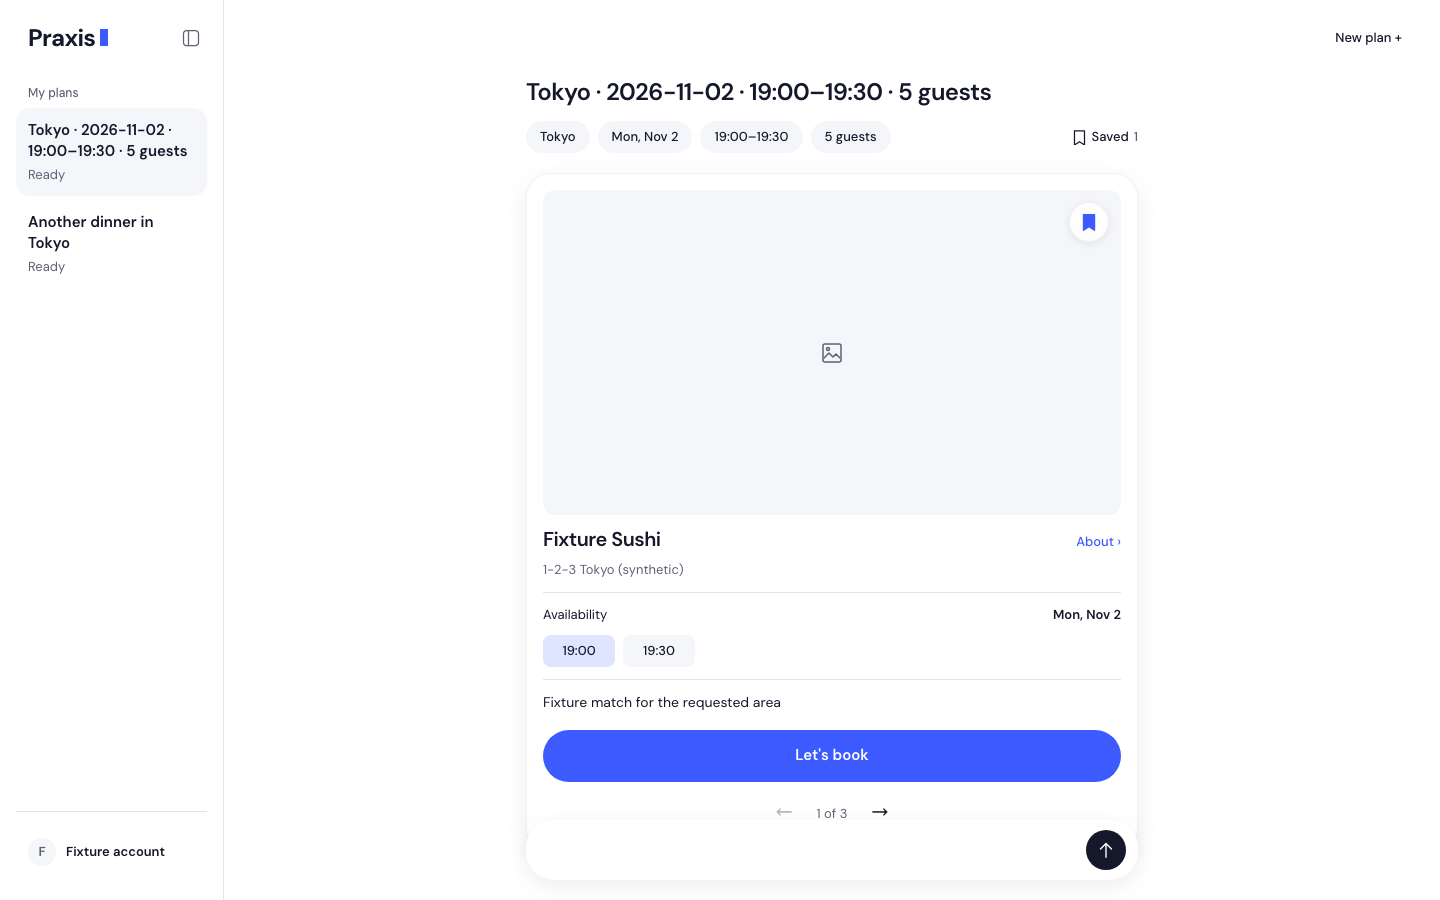 Praxis
New plan +
My plans
Tokyo · 2026-11-02 ·
19:00–19:30 · 5 guests
Ready
Another dinner in
Tokyo
Ready
F
Fixture account
Tokyo · 2026-11-02 · 19:00–19:30 · 5 guests
Tokyo
Mon, Nov 2
19:00–19:30
5 guests
Saved 1
Fixture Sushi
About ›
1-2-3 Tokyo (synthetic)
Availability
Mon, Nov 2
19:00
19:30
Fixture match for the requested area
Let's book
← 1 of 3 →